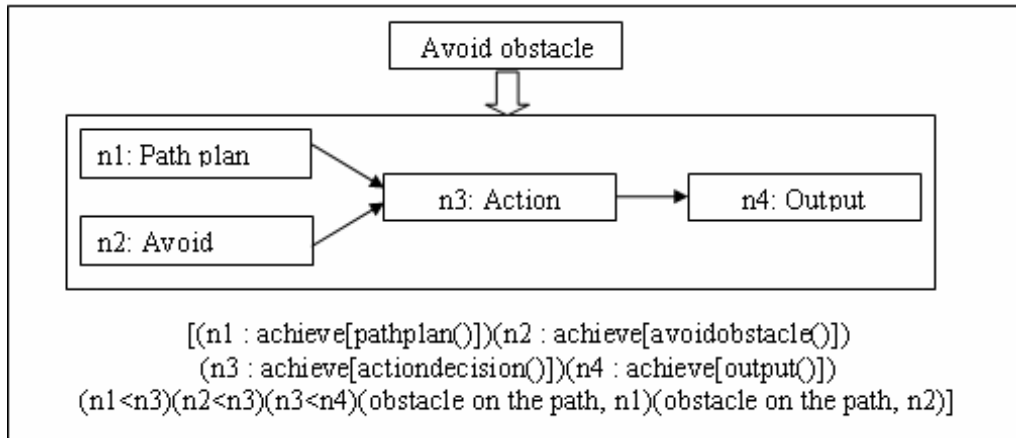 Avoid obstacle
n1: Path plan
n2: Avoid
n3: Action
n4: Output
[(n1 : achieve[pathplan()])(n2 : achieve[avoidobstacle()])
(n3 : achieve[actiondecision()])(n4 : achieve[output()])
(n1<n3)(n2<n3)(n3<n4)(obstacle on the path, n1)(obstacle on the path, n2)]